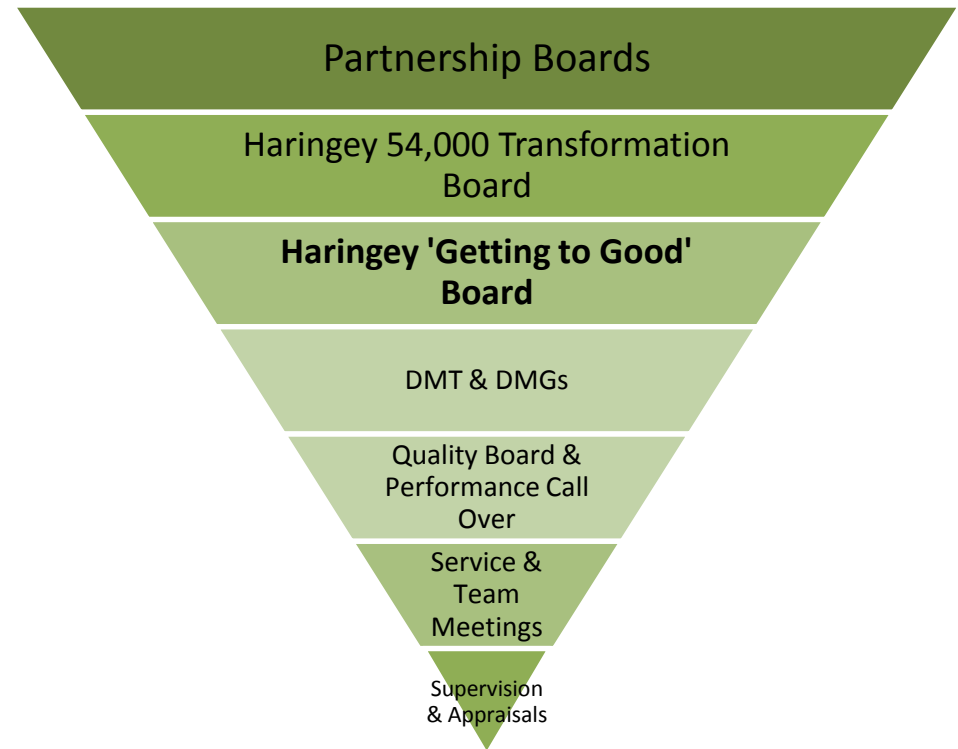 Partnership Boards
Haringey 54,000 Transformation
Board
Haringey 'Getting to Good'
Board
DMT & DMGs
Quality Board &
Performance Call
Over
Service &
Team
Meetings
Supervision
& Appraisals